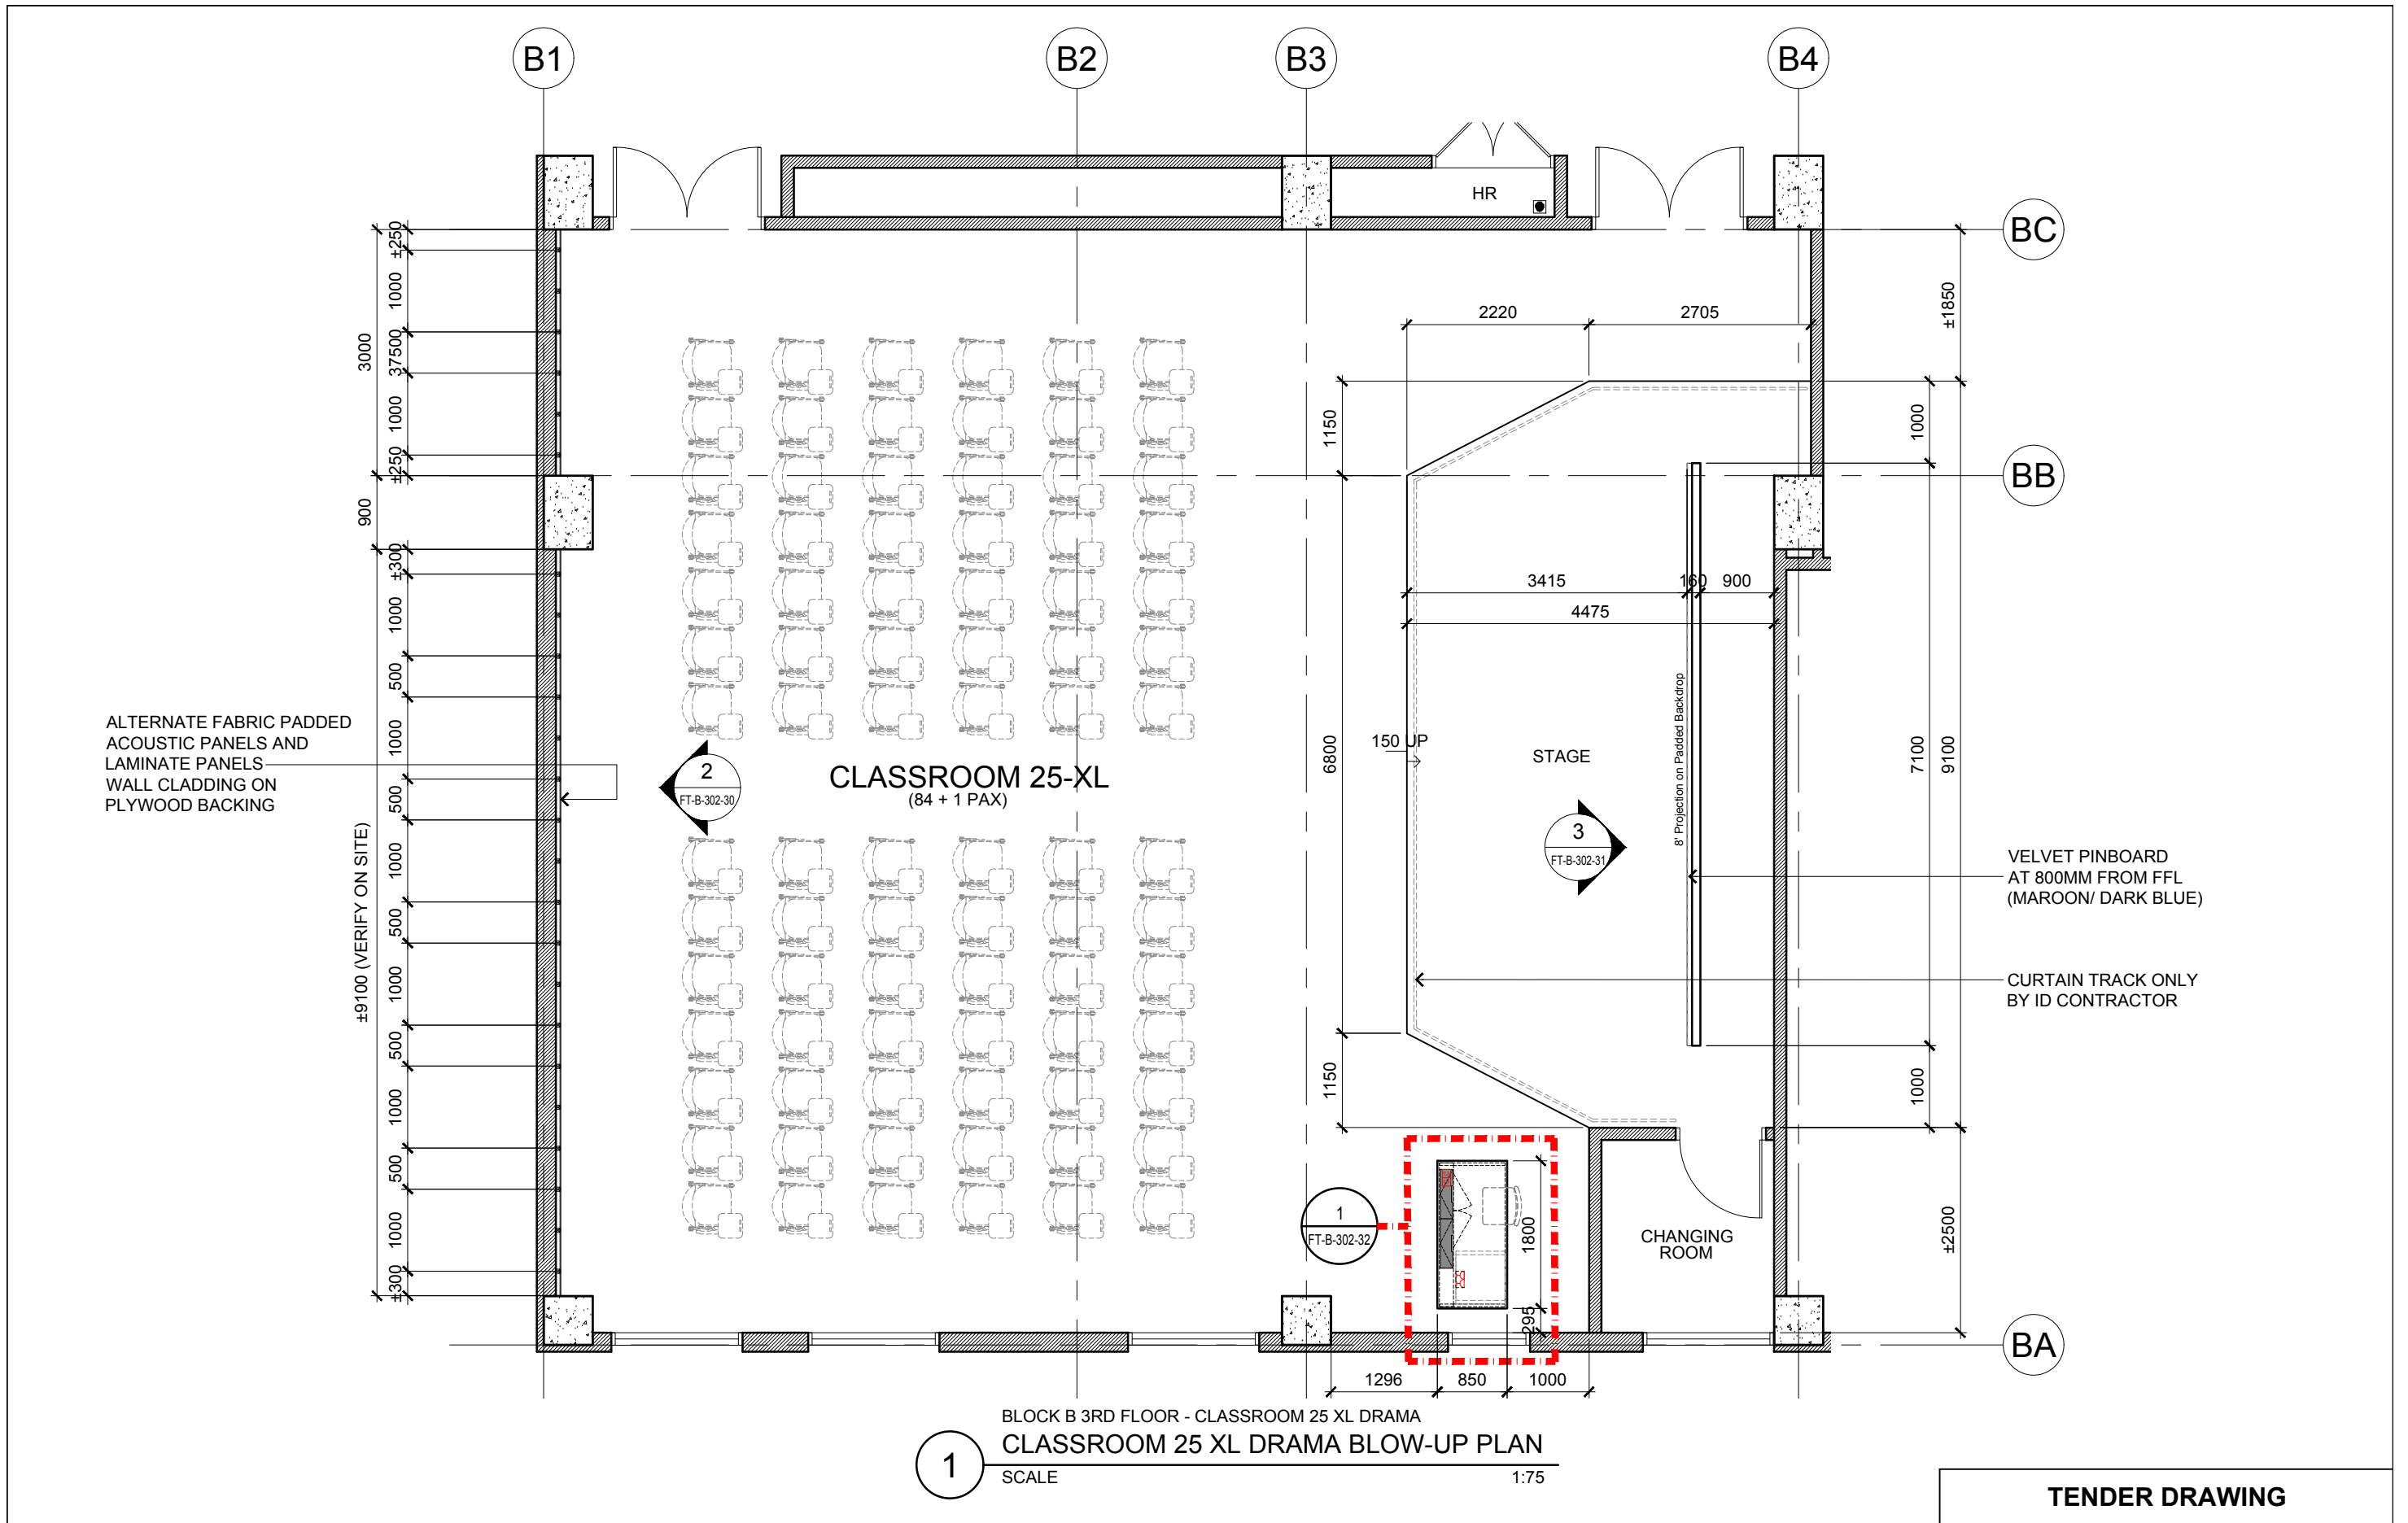 B1
B2
B3
B4
HR
BC
BB
BA
±250
1000
37500
1000
±250
3000
900
±300
1000
500
1000
500
1000
500
1000
500
1000
500
1000
±300
±9100 (VERIFY ON SITE)
ALTERNATE FABRIC PADDED
ACOUSTIC PANELS AND
LAMINATE PANELS
WALL CLADDING ON
PLYWOOD BACKING
2
FT-B-302-30
CLASSROOM 25-XL
(84 + 1 PAX)
2220
2705
1150
6800
1150
3415
160
900
4475
150 UP
STAGE
8' Projection on Padded Backdrop
3
FT-B-302-31
±1850
1000
7100
9100
1000
±2500
VELVET PINBOARD
AT 800MM FROM FFL
(MAROON/ DARK BLUE)
CURTAIN TRACK ONLY
BY ID CONTRACTOR
1
FT-B-302-32
1800
295
CHANGING
ROOM
1296
850
1000
BLOCK B 3RD FLOOR - CLASSROOM 25 XL DRAMA
1
CLASSROOM 25 XL DRAMA BLOW-UP PLAN
SCALE
1:75
TENDER DRAWING